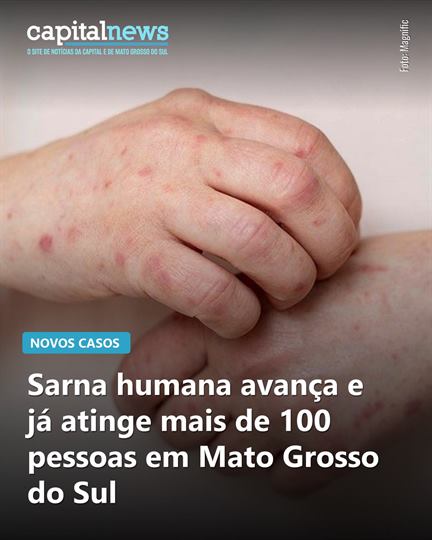 capitalnews
O SITE DE NOTÍCIAS DA CAPITAL E DE MATO GROSSO DO SUL
Foto: Magnific
NOVOS CASOS
Sarna humana avança e
já atinge mais de 100
pessoas em Mato Grosso
do Sul